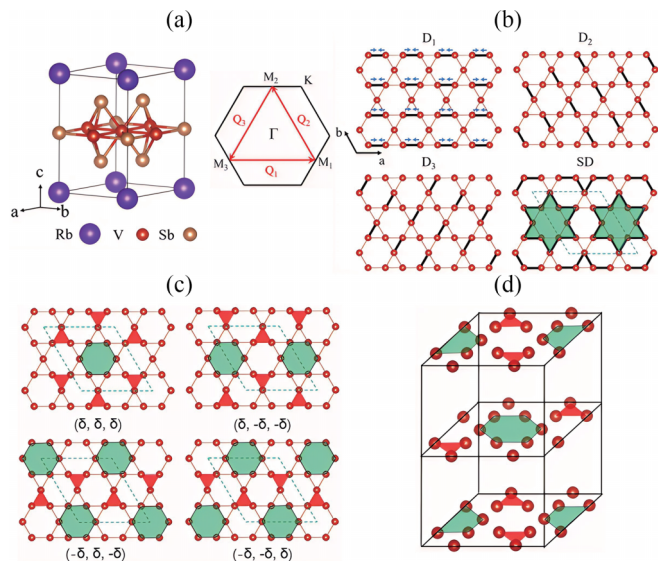 (a)
(b)
M₂
K
Q₃
Q₂
Γ
M₃
M₁
Q₁
c
a
b
Rb
V
Sb
D₁
D₂
b
a
D₃
SD
(c)
(d)
(δ, δ, δ)
(δ, -δ, -δ)
(-δ, δ, -δ)
(-δ, -δ, δ)